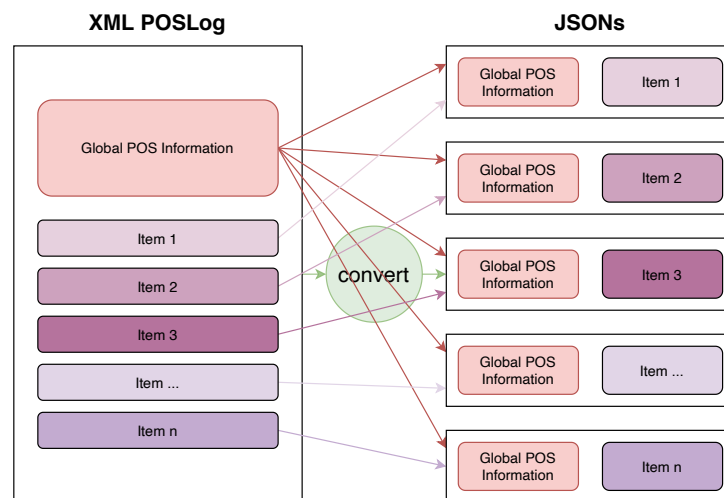 XML POSLog
Global POS Information
Item 1
Item 2
Item 3
Item ...
Item n
convert
JSONs
Global POS
Information
Item 1
Global POS
Information
Item 2
Global POS
Information
Item 3
Global POS
Information
Item ...
Global POS
Information
Item n